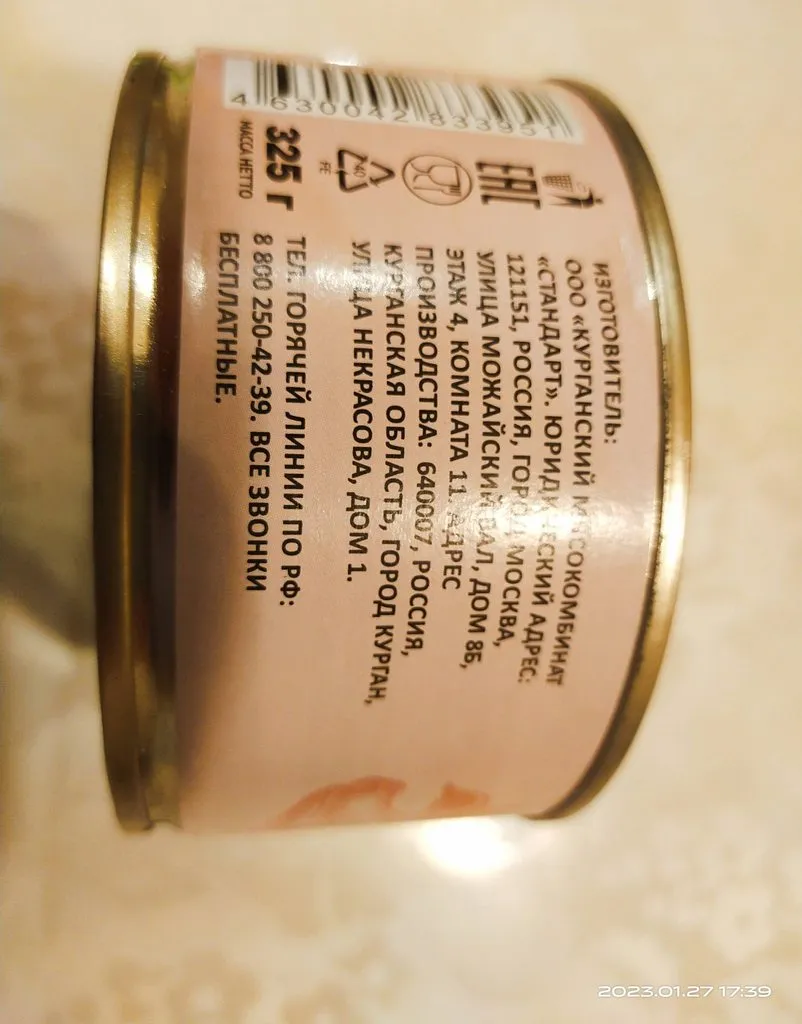 4 630042 833951
325 г
МАССА НЕТТО
40
FE
EAC
ИЗГОТОВИТЕЛЬ:
ООО «КУРГАНСКИЙ МЯСОКОМБИНАТ
«СТАНДАРТ». ЮРИДИЧЕСКИЙ АДРЕС:
121151, РОССИЯ, ГОРОД МОСКВА,
УЛИЦА МОЖАЙСКИЙ ВАЛ, ДОМ 8Б,
ЭТАЖ 4, КОМНАТА 11. АДРЕС
ПРОИЗВОДСТВА: 640007, РОССИЯ,
КУРГАНСКАЯ ОБЛАСТЬ, ГОРОД КУРГАН,
УЛИЦА НЕКРАСОВА, ДОМ 1.
ТЕЛ. ГОРЯЧЕЙ ЛИНИИ ПО РФ:
8 800 250-42-39. ВСЕ ЗВОНКИ
БЕСПЛАТНЫЕ.
2023.01.27 17:39